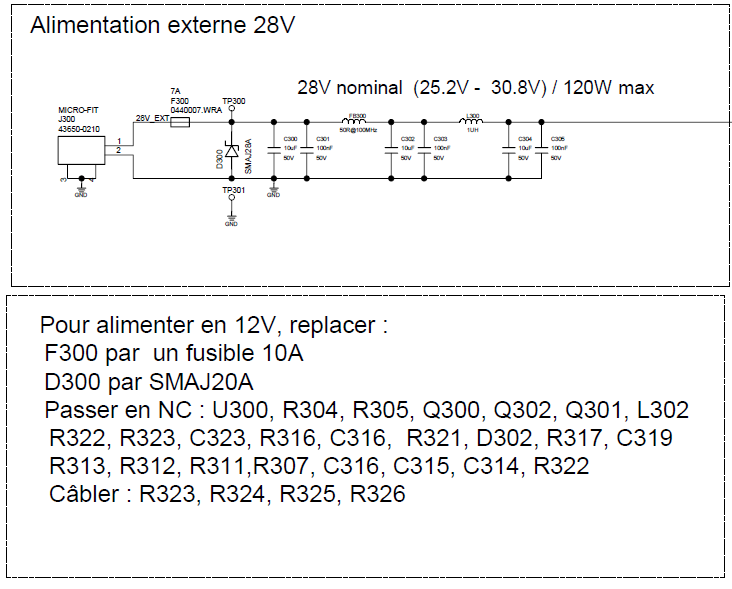 Alimentation externe 28V
28V nominal (25.2V - 30.8V) / 120W max
7A
F300
0440007.WRA
TP300
MICRO-FIT
J300
43650-0210
28V_EXT
1
2
3
4
GND
D300
SMAJ28A
TP301
GND
C300
10uF
50V
C301
100nF
50V
GND
FB300
50R@100MHz
C302
10uF
50V
C303
100nF
50V
L300
1UH
C304
10uF
50V
C305
100nF
50V
Pour alimenter en 12V, replacer :
F300 par un fusible 10A
D300 par SMAJ20A
Passer en NC : U300, R304, R305, Q300, Q302, Q301, L302
R322, R323, C323, R316, C316, R321, D302, R317, C319
R313, R312, R311,R307, C316, C315, C314, R322
Câbler : R323, R324, R325, R326